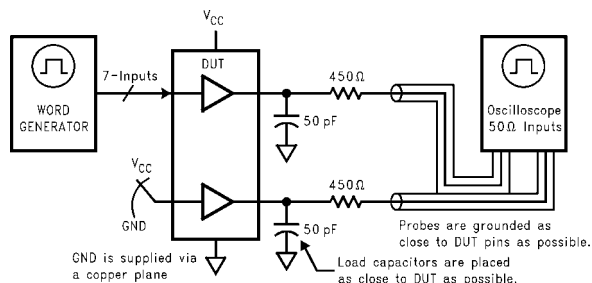 V_CC
DUT
7-Inputs
WORD
GENERATOR
450Ω
50 pF
Oscilloscope
50Ω Inputs
V_CC
GND
450Ω
50 pF
Probes are grounded as
close to DUT pins as possible.
GND is supplied via
a copper plane
Load capacitors are placed
as close to DUT as possible.